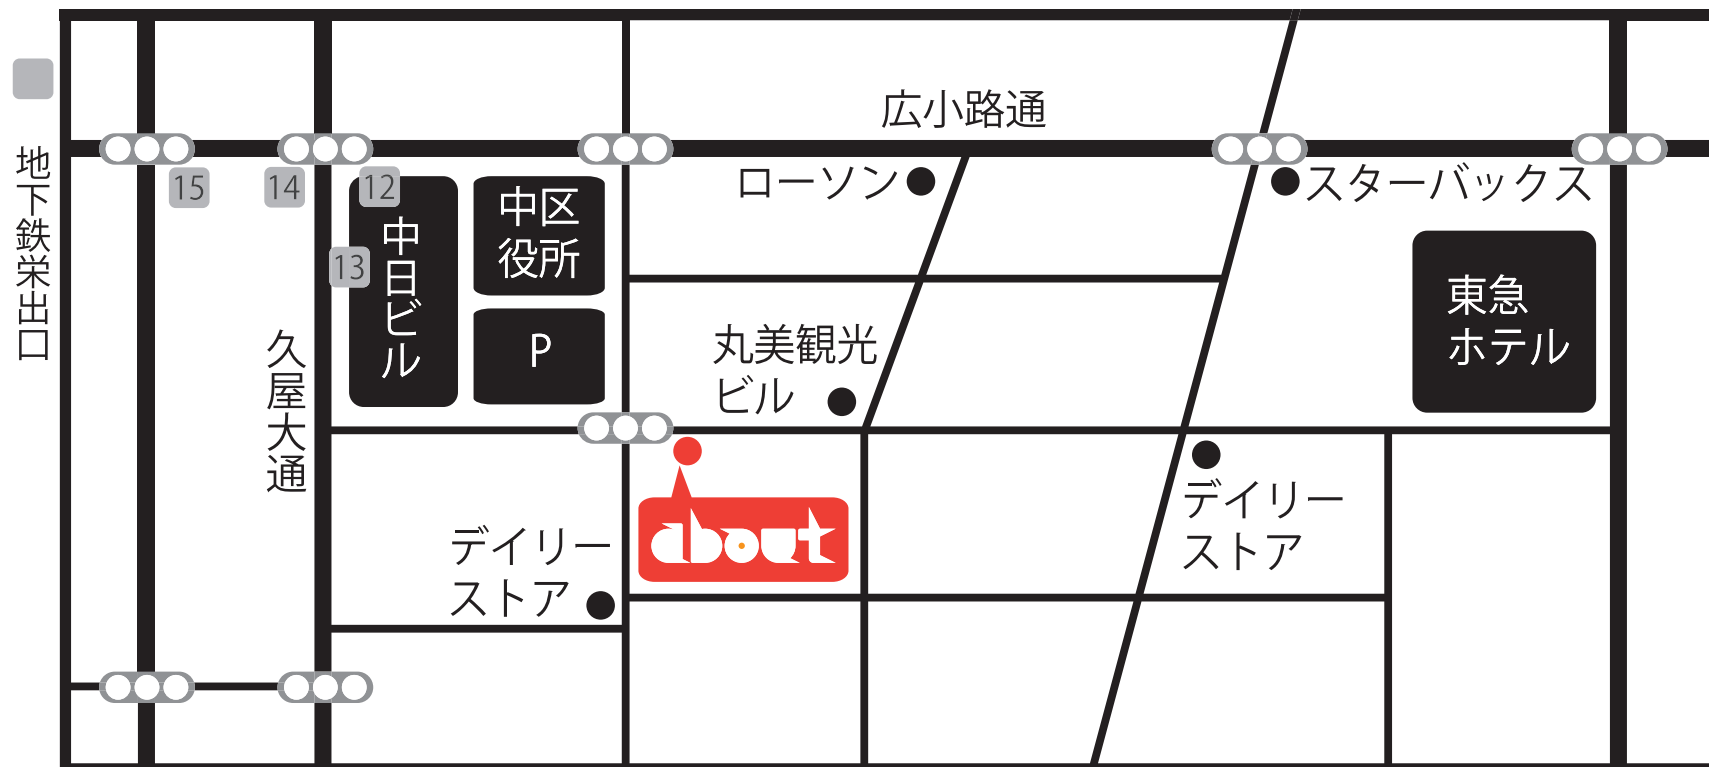 広小路通
地下鉄栄出口
15
14
12
13
中日ビル
中区
役所
P
ローソン
スターバックス
東急
ホテル
久屋大通
丸美観光
ビル
about
デイリー
ストア
デイリー
ストア